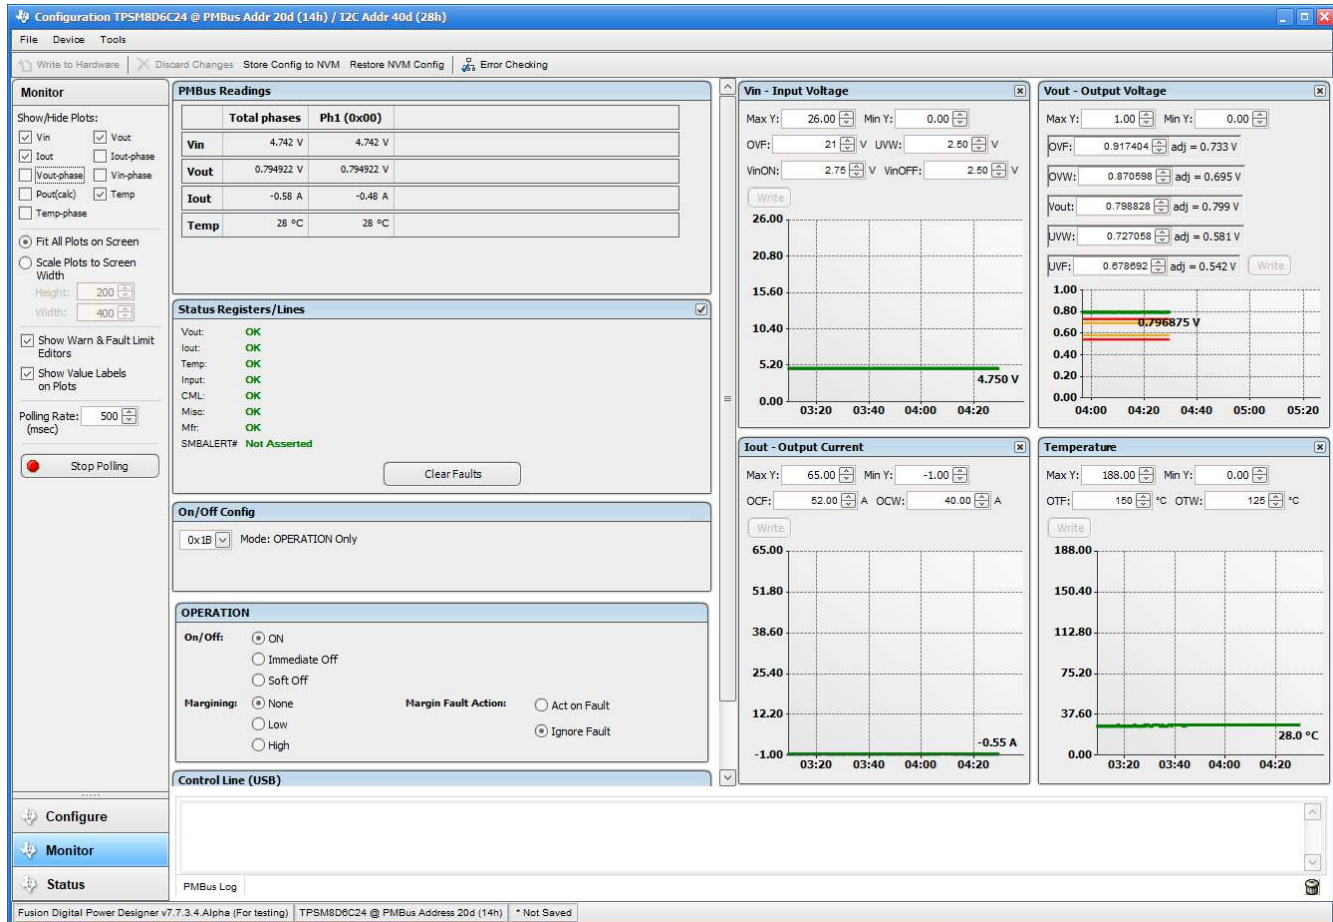 Configuration TPSM8D6C24 @ PMBus Addr 20d (14h) / I2C Addr 40d (28h)
File Device Tools
Write to Hardware Discard Changes Store Config to NVM Restore NVM Config Error Checking
Monitor
Show/Hide Plots:
Vin Vout
Iout Iout-phase
Vout-phase Vin-phase
Pout(calc) Temp
Temp-phase
Fit All Plots on Screen
Scale Plots to Screen
Width
Height: 200
Width: 400
Show Warn & Fault Limit
Editors
Show Value Labels
on Plots
Polling Rate: 500
(msec)
Stop Polling
Configure
Monitor
Status
PMBus Readings
Total phases Ph1 (0x00)
Vin 4.742 V 4.742 V
Vout 0.794922 V 0.794922 V
Iout -0.58 A -0.48 A
Temp 28 °C 28 °C
Status Registers/Lines
Vout: OK
Iout: OK
Temp: OK
Input: OK
CML: OK
Misc: OK
Mfr: OK
SMBALERT# Not Asserted
Clear Faults
On/Off Config
0x1B Mode: OPERATION Only
OPERATION
On/Off: ON
Immediate Off
Soft Off
Margining: None Margin Fault Action: Act on Fault
Low
Ignore Fault
High
Control Line (USB)
Vin - Input Voltage
Max Y: 26.00 Min Y: 0.00
OVF: 21 V UVW: 2.50 V
VinON: 2.75 V VinOFF: 2.50 V
Write
26.00
20.80
15.60
10.40
5.20
4.750 V
0.00
03:20 03:40 04:00 04:20
Vout - Output Voltage
Max Y: 1.00 Min Y: 0.00
OVF: 0.917404 adj = 0.733 V
OVW: 0.870598 adj = 0.695 V
Vout: 0.798828 adj = 0.799 V
UVW: 0.727058 adj = 0.581 V
UVF: 0.678692 adj = 0.542 V Write
1.00
0.80
0.796875 V
0.60
0.40
0.20
0.00
04:00 04:20 04:40 05:00 05:20
Iout - Output Current
Max Y: 65.00 Min Y: -1.00
OCF: 52.00 A OCW: 40.00 A
Write
65.00
51.80
38.60
25.40
12.20
-0.55 A
-1.00
03:20 03:40 04:00 04:20
Temperature
Max Y: 188.00 Min Y: 0.00
OTF: 150 °C OTW: 125 °C
Write
188.00
150.40
112.80
75.20
37.60
28.0 °C
0.00
03:20 03:40 04:00 04:20
PMBus Log
Fusion Digital Power Designer v7.7.3.4.Alpha (For testing) TPSM8D6C24 @ PMBus Address 20d (14h) * Not Saved